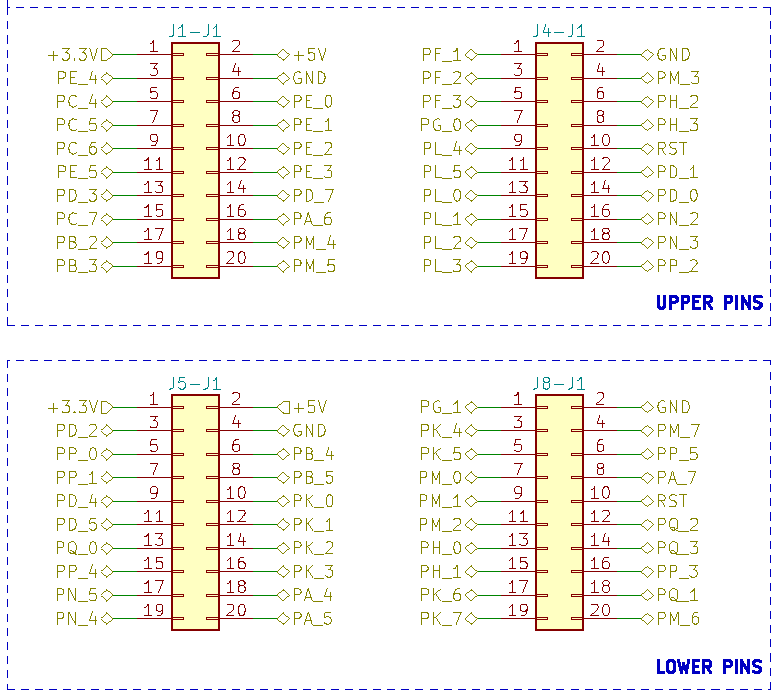 J1-J1 J4-J1
+3.3V 1 2 +5V PF_1 1 2 GND
PE_4 3 4 GND PF_2 3 4 PM_3
PC_4 5 6 PE_0 PF_3 5 6 PH_2
PC_5 7 8 PE_1 PG_0 7 8 PH_3
PC_6 9 10 PE_2 PL_4 9 10 RST
PE_5 11 12 PE_3 PL_5 11 12 PD_1
PD_3 13 14 PD_7 PL_0 13 14 PD_0
PC_7 15 16 PA_6 PL_1 15 16 PN_2
PB_2 17 18 PM_4 PL_2 17 18 PN_3
PB_3 19 20 PM_5 PL_3 19 20 PP_2
UPPER PINS
J5-J1 J8-J1
+3.3V 1 2 +5V PG_1 1 2 GND
PD_2 3 4 GND PK_4 3 4 PM_7
PP_0 5 6 PB_4 PK_5 5 6 PP_5
PP_1 7 8 PB_5 PM_0 7 8 PA_7
PD_4 9 10 PK_0 PM_1 9 10 RST
PD_5 11 12 PK_1 PM_2 11 12 PQ_2
PQ_0 13 14 PK_2 PH_0 13 14 PQ_3
PP_4 15 16 PK_3 PH_1 15 16 PP_3
PN_5 17 18 PA_4 PK_6 17 18 PQ_1
PN_4 19 20 PA_5 PK_7 19 20 PM_6
LOWER PINS